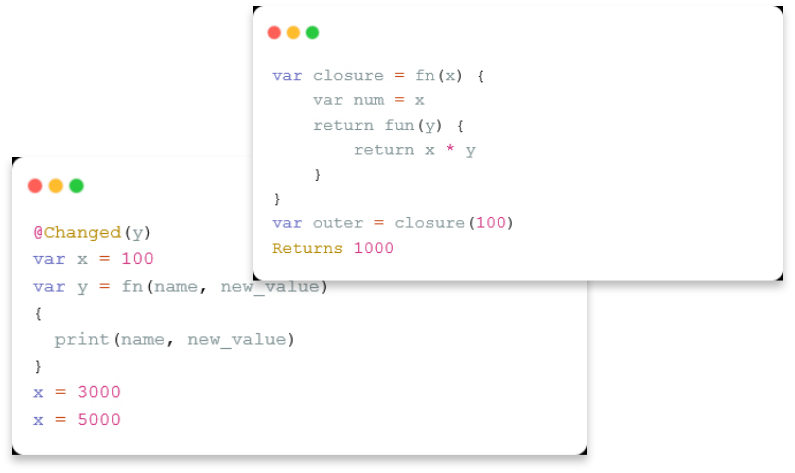 var closure = fn(x) {
    var num = x
    return fun(y) {
        return x * y
    }
}
var outer = closure(100)
Returns 1000
@Changed(y)
var x = 100
var y = fn(name, new_value)
{
  print(name, new_value)
}
x = 3000
x = 5000